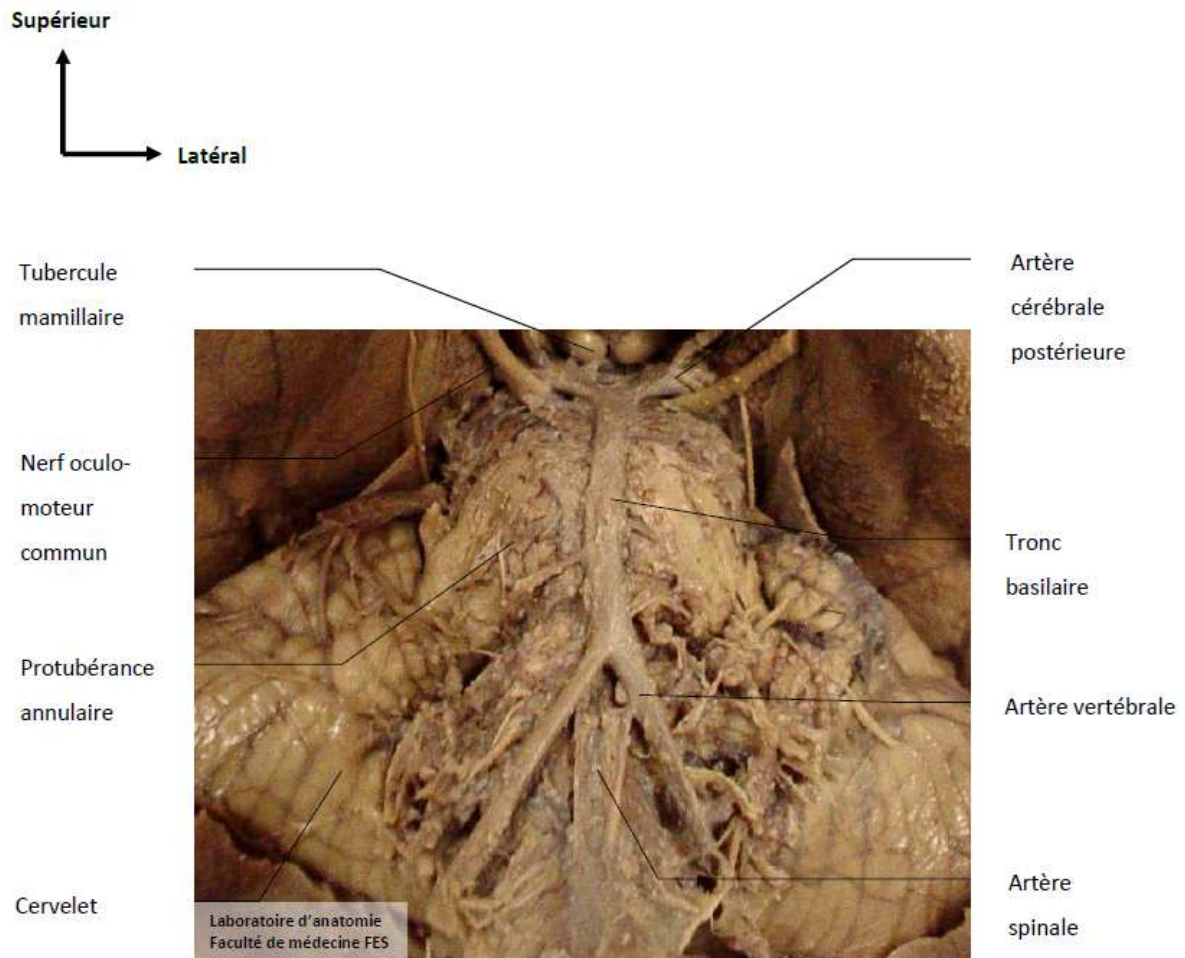 Supérieur
Latéral
Tubercule
mamillaire
Artère
cérébrale
postérieure
Nerf oculo-
moteur
commun
Tronc
basilaire
Protubérance
annulaire
Artère vertébrale
Cervelet
Artère
spinale
Laboratoire d'anatomie
Faculté de médecine FES